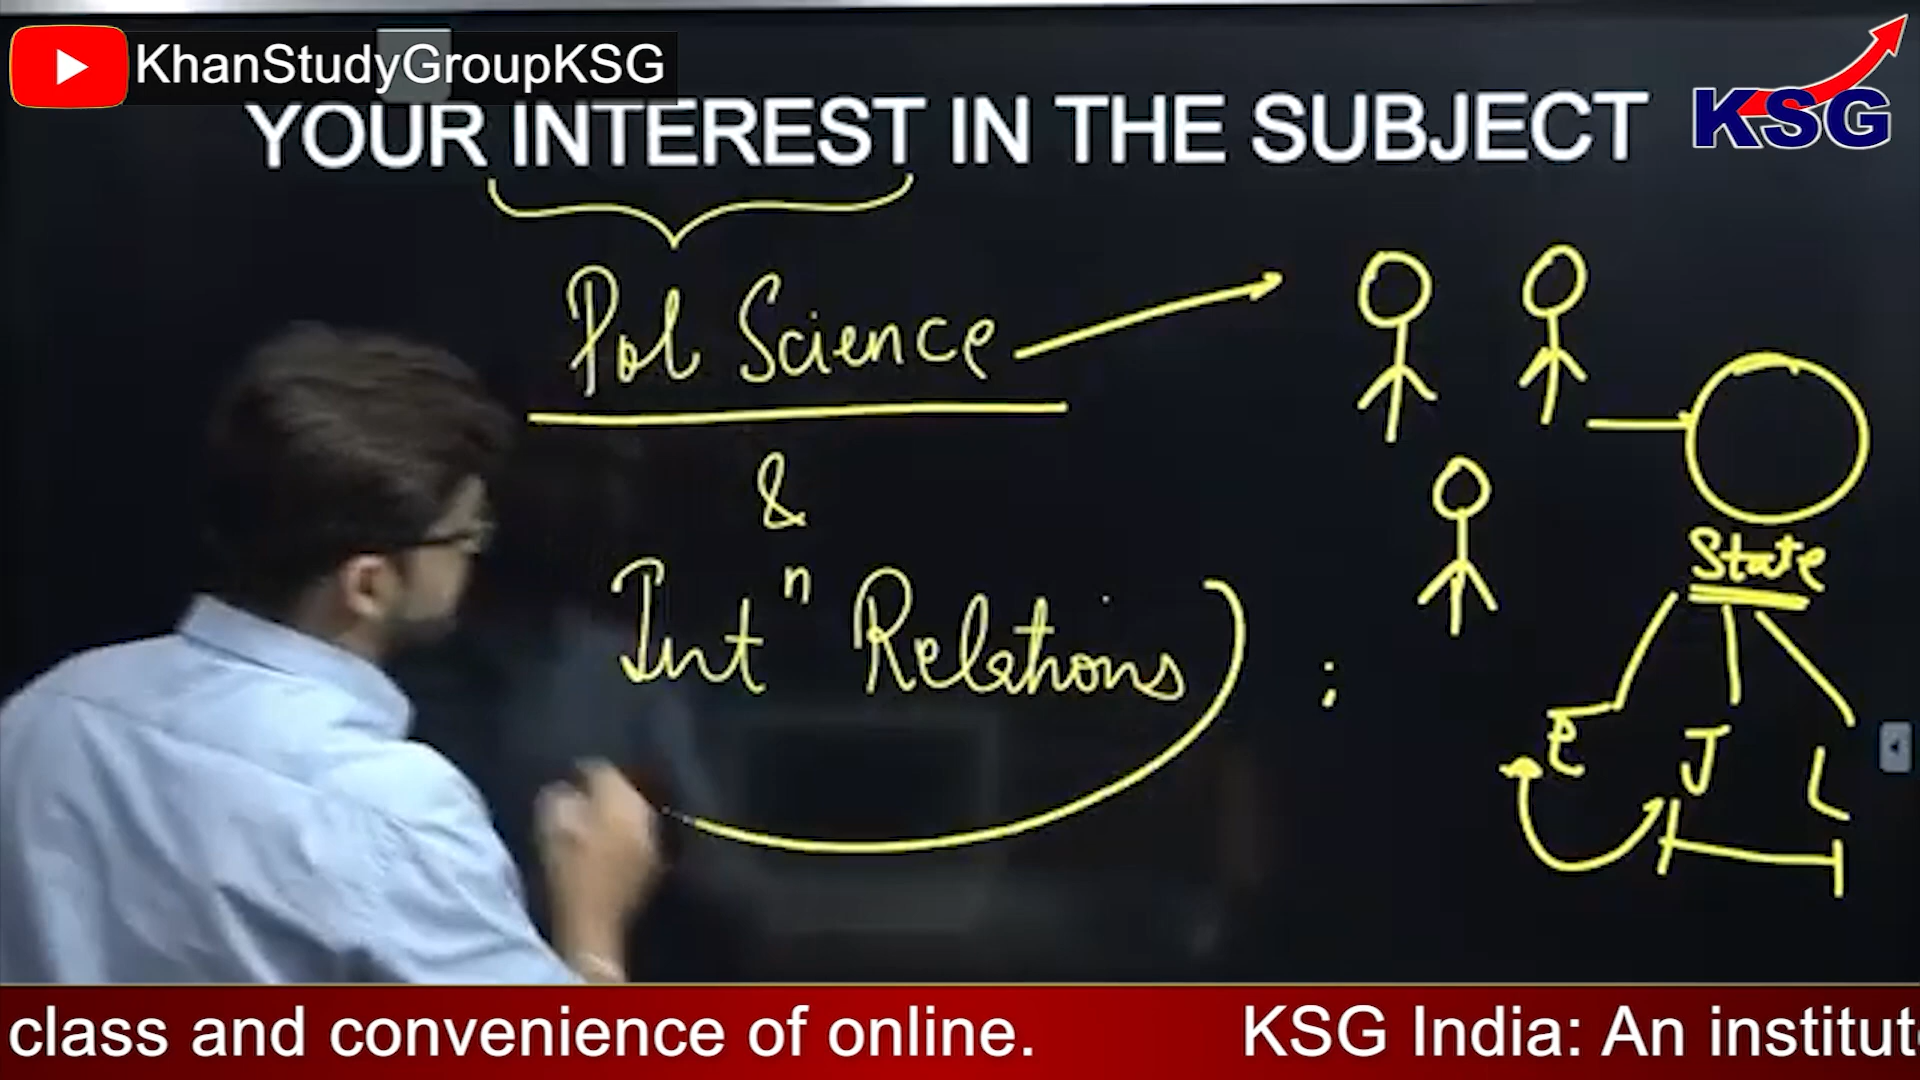 KhanStudyGroupKSG
KSG
YOUR INTEREST IN THE SUBJECT
Pol Science
&
Intⁿ Relations
:
State
E J L
class and convenience of online. KSG India: An institut